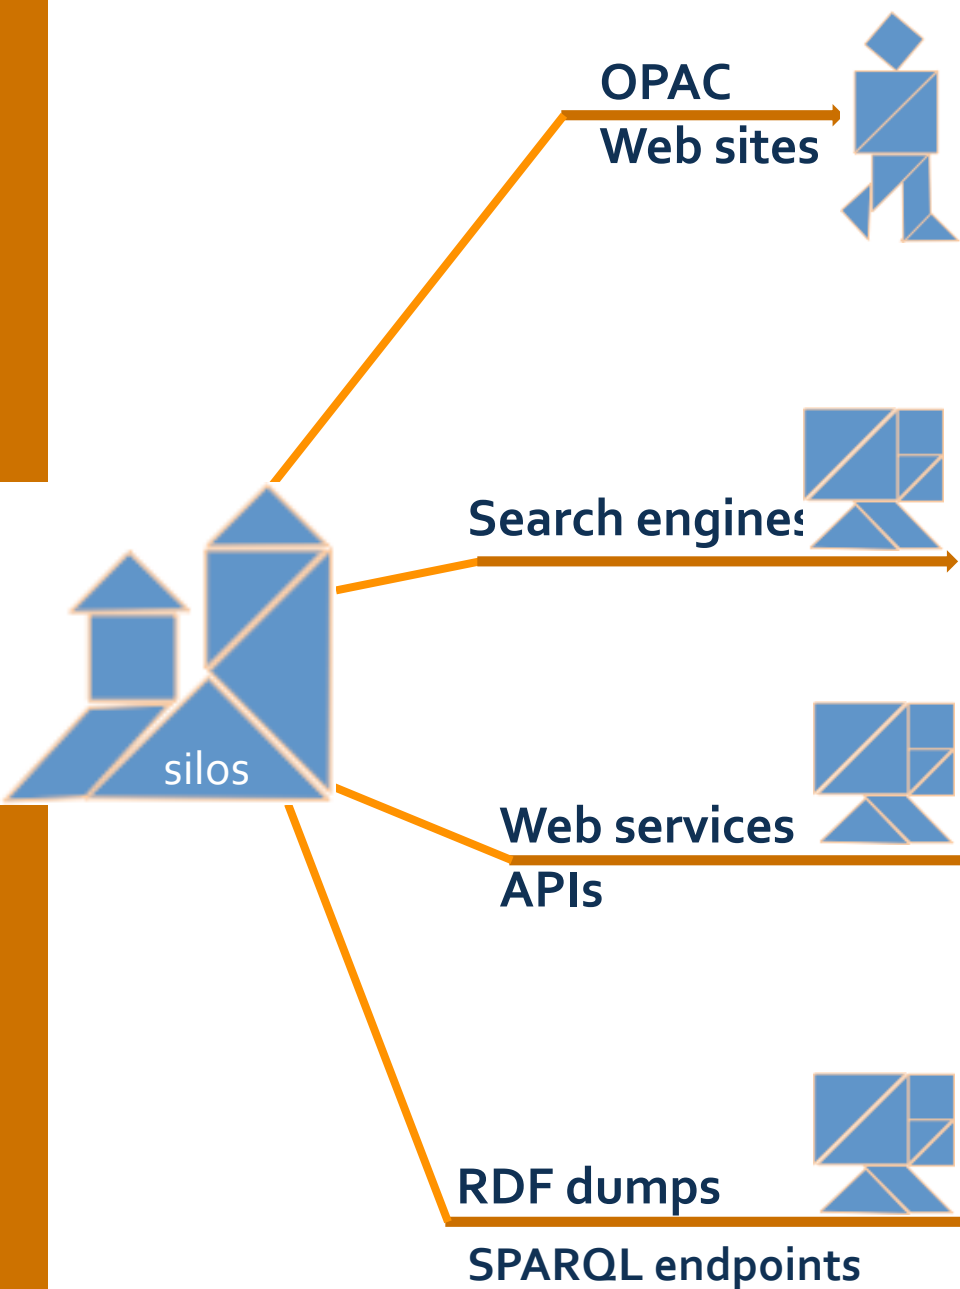 OPAC
Web sites
Search engines
silos
Web services
APIs
RDF dumps
SPARQL endpoints